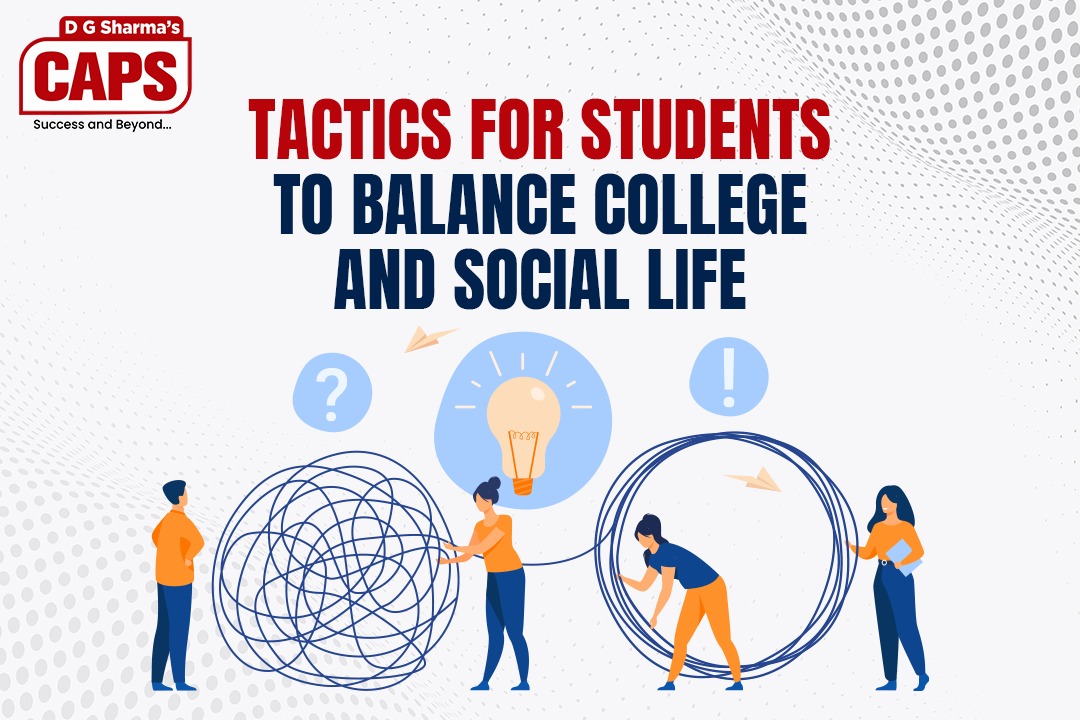 D G Sharma's
CAPS
Success and Beyond...
TACTICS FOR STUDENTS
TO BALANCE COLLEGE
AND SOCIAL LIFE
?
!